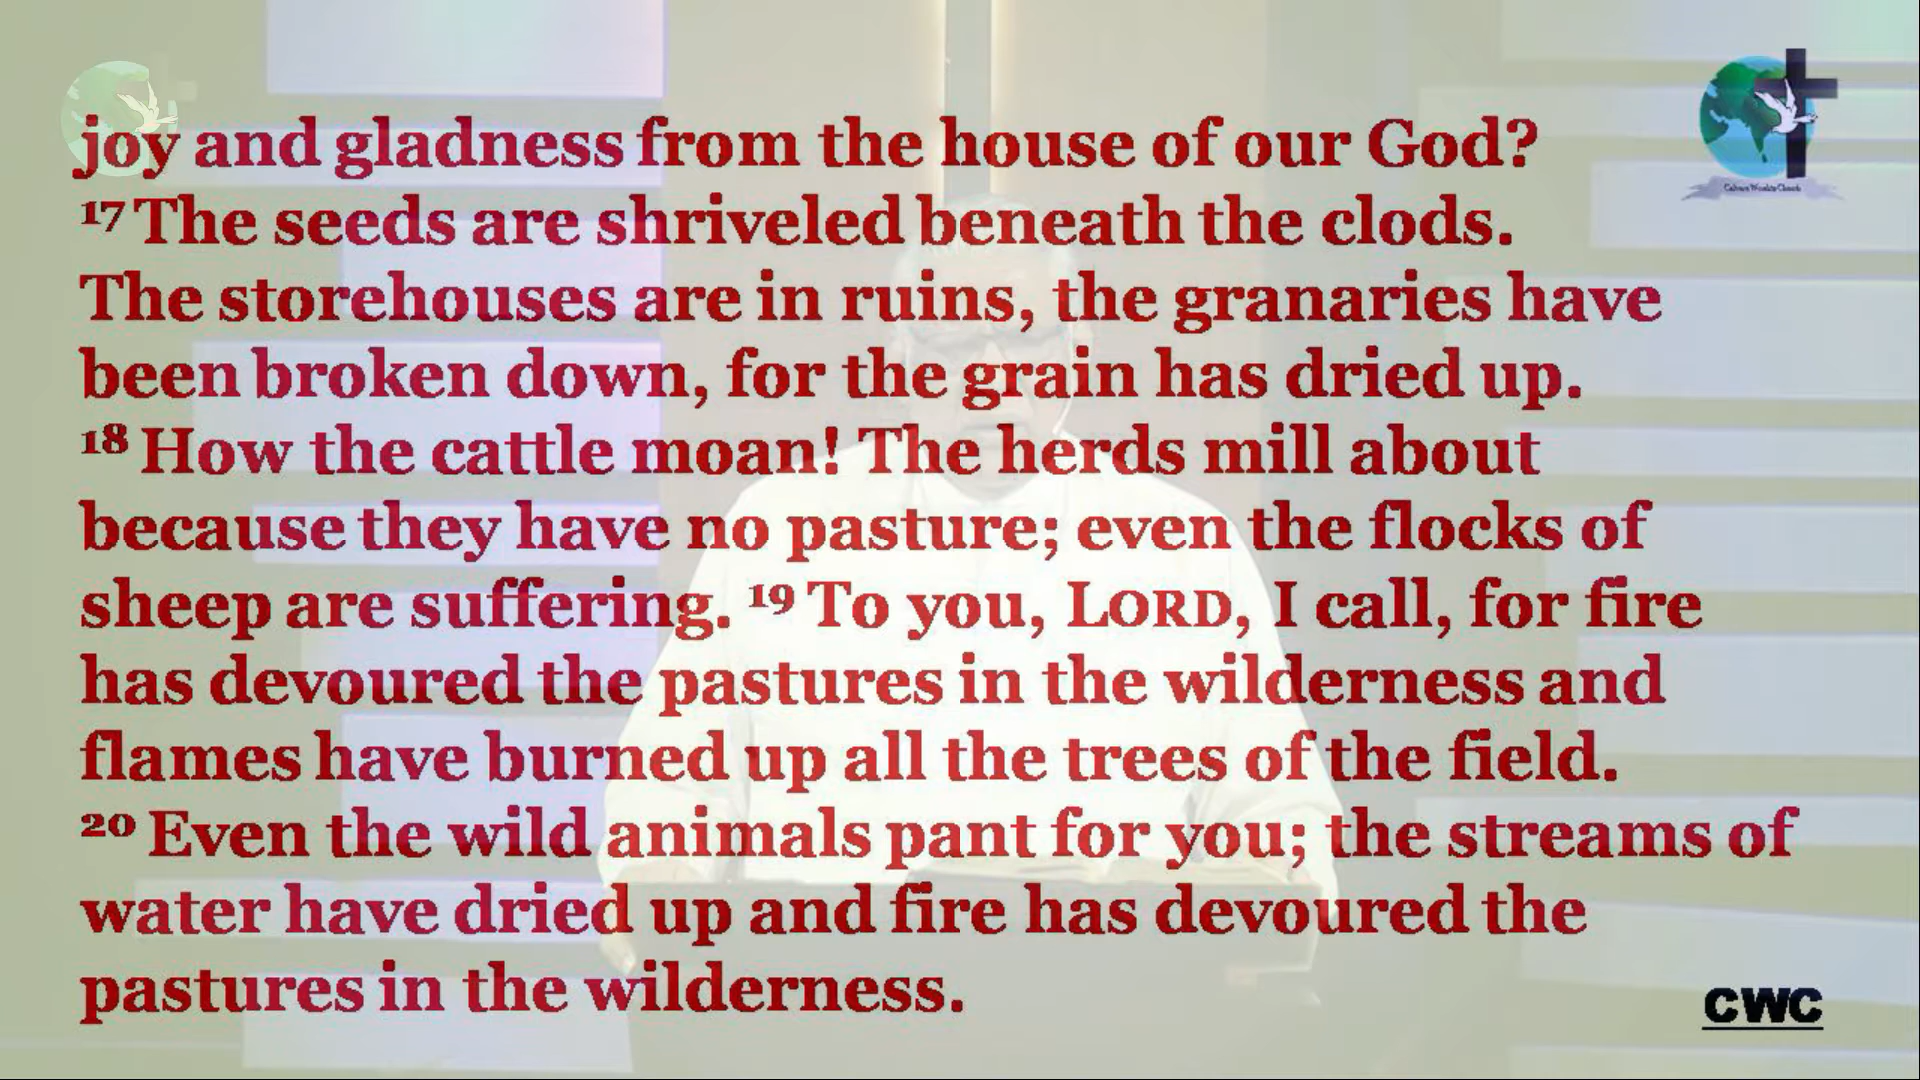 joy and gladness from the house of our God?
17 The seeds are shriveled beneath the clods.
The storehouses are in ruins, the granaries have
been broken down, for the grain has dried up.
18 How the cattle moan! The herds mill about
because they have no pasture; even the flocks of
sheep are suffering. 19 To you, LORD, I call, for fire
has devoured the pastures in the wilderness and
flames have burned up all the trees of the field.
20 Even the wild animals pant for you; the streams of
water have dried up and fire has devoured the
pastures in the wilderness.
Calvary Worship Church
CWC